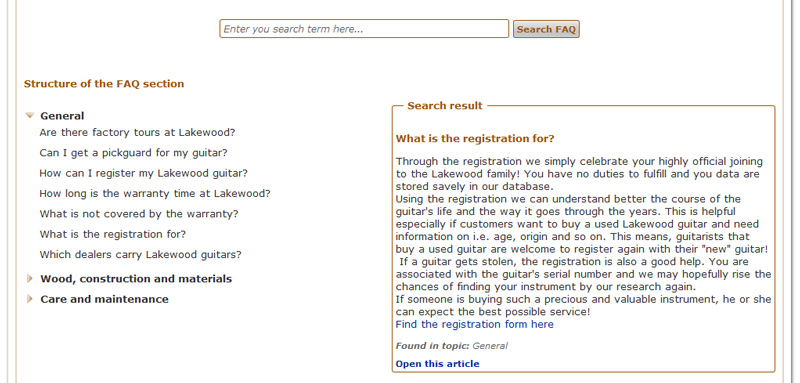 Enter you search term here...
Search FAQ
Structure of the FAQ section
General
Are there factory tours at Lakewood?
Can I get a pickguard for my guitar?
How can I register my Lakewood guitar?
How long is the warranty time at Lakewood?
What is not covered by the warranty?
What is the registration for?
Which dealers carry Lakewood guitars?
Wood, construction and materials
Care and maintenance
Search result
What is the registration for?
Through the registration we simply celebrate your highly official joining
to the Lakewood family! You have no duties to fulfill and you data are
stored savely in our database.
Using the registration we can understand better the course of the
guitar's life and the way it goes through the years. This is helpful
especially if customers want to buy a used Lakewood guitar and need
information on i.e. age, origin and so on. This means, guitarists that
buy a used guitar are welcome to register again with their "new" guitar!
If a guitar gets stolen, the registration is also a good help. You are
associated with the guitar's serial number and we may hopefully rise the
chances of finding your instrument by our research again.
If someone is buying such a precious and valuable instrument, he or she
can expect the best possible service!
Find the registration form here
Found in topic: General
Open this article